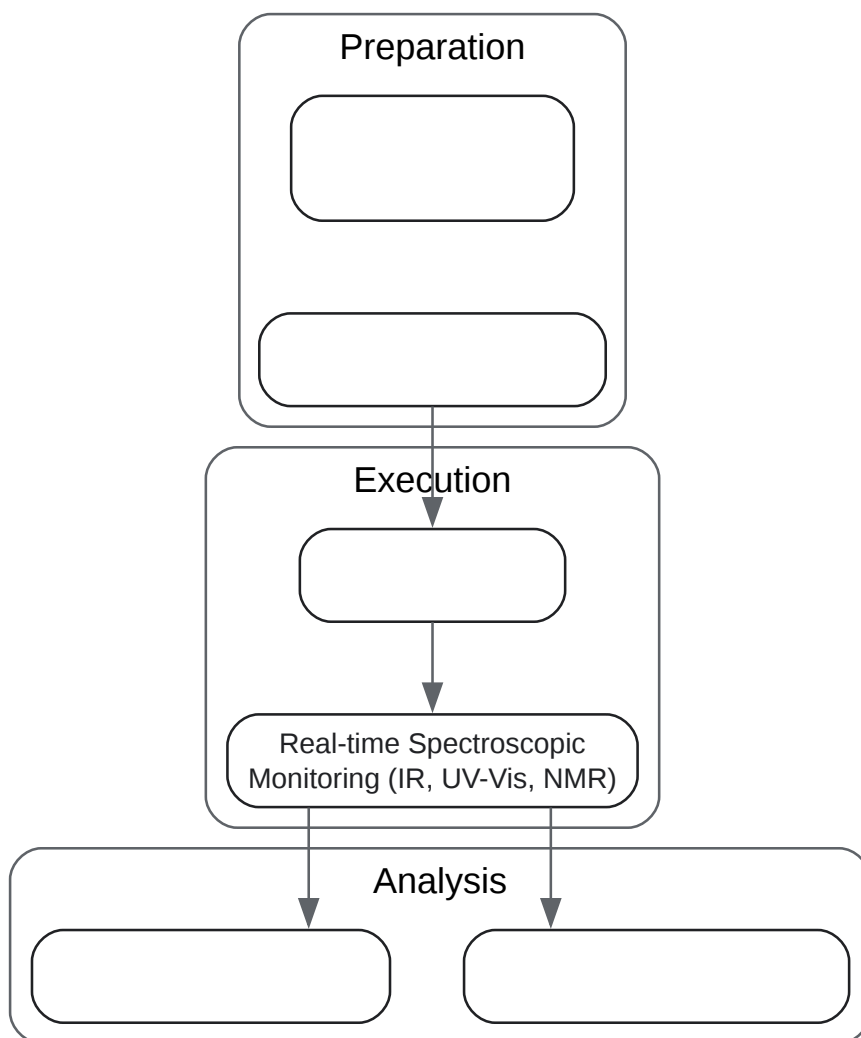 Preparation
Execution
Real-time Spectroscopic
Monitoring (IR, UV-Vis, NMR)
Analysis